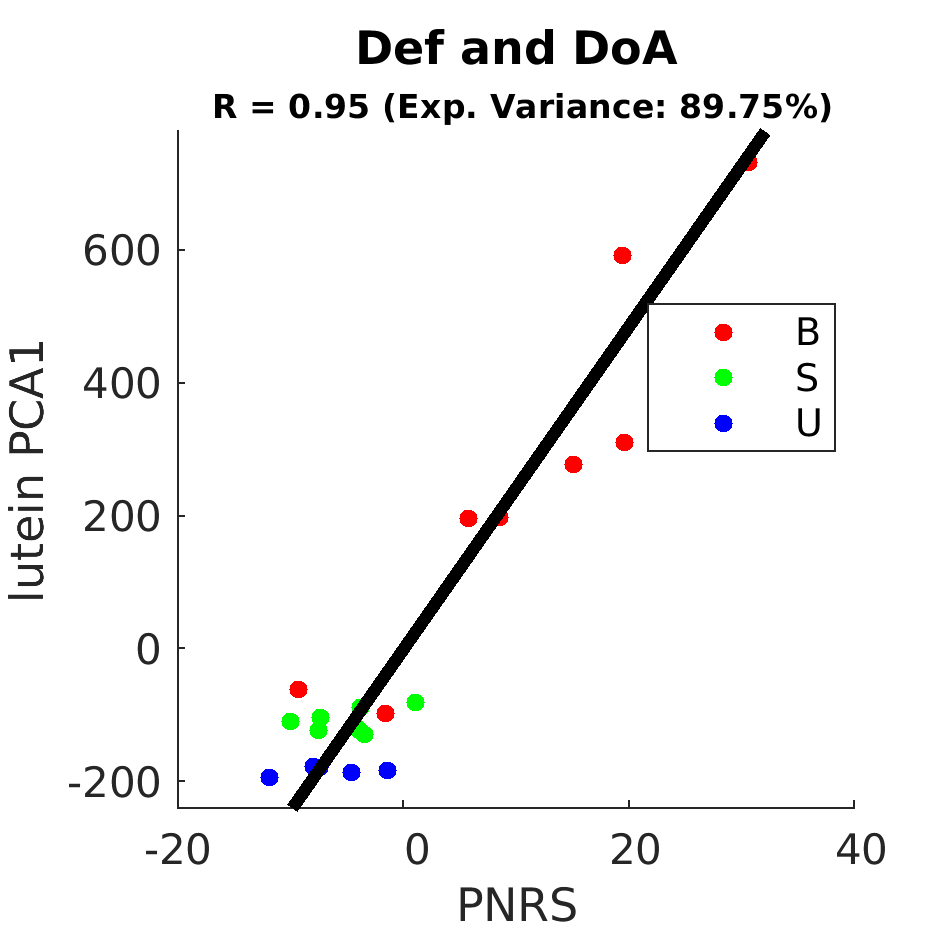 Def and DoA
R = 0.95 (Exp. Variance: 89.75%)
600
400
200
0
-200
lutein PCA1
B
S
U
-20
0
20
40
PNRS